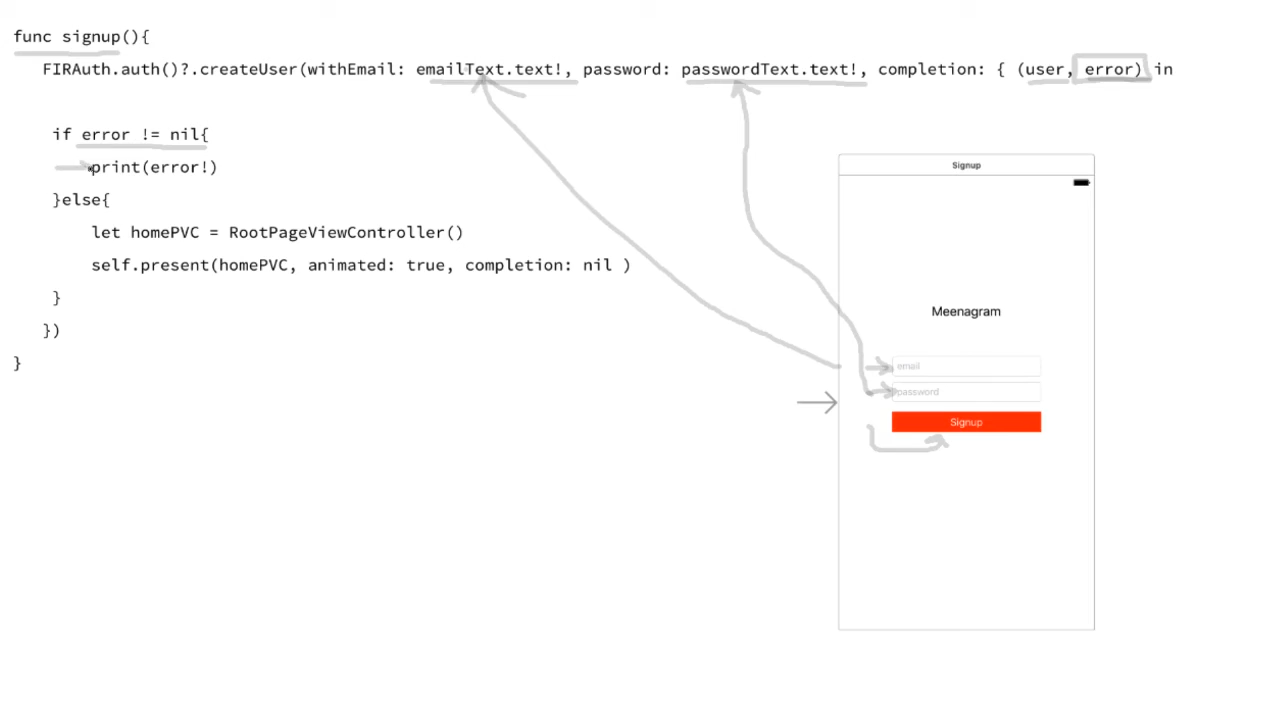 func signup(){
FIRAuth.auth()?.createUser(withEmail: emailText.text!, password: passwordText.text!, completion: { (user, error) in
if error != nil{
print(error!)
}else{
let homePVC = RootPageViewController()
self.present(homePVC, animated: true, completion: nil )
}
})
}
Signup
Meenagram
email
password
Signup